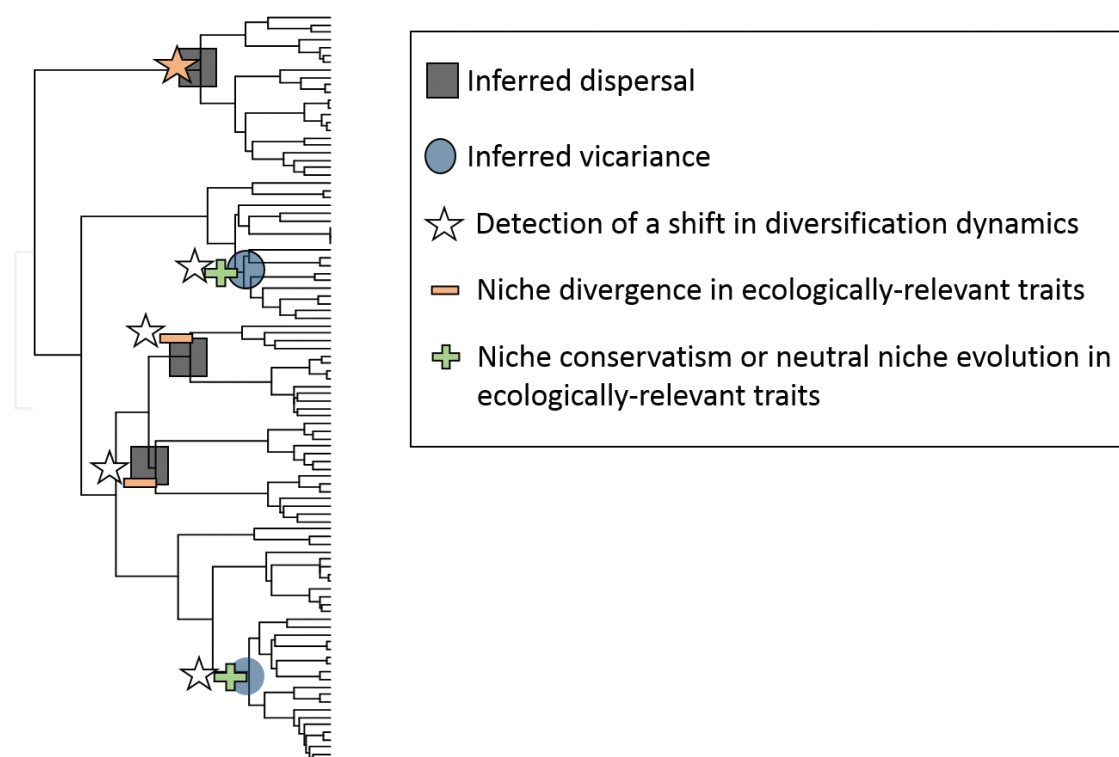 Inferred dispersal
Inferred vicariance
Detection of a shift in diversification dynamics
Niche divergence in ecologically-relevant traits
Niche conservatism or neutral niche evolution in
ecologically-relevant traits